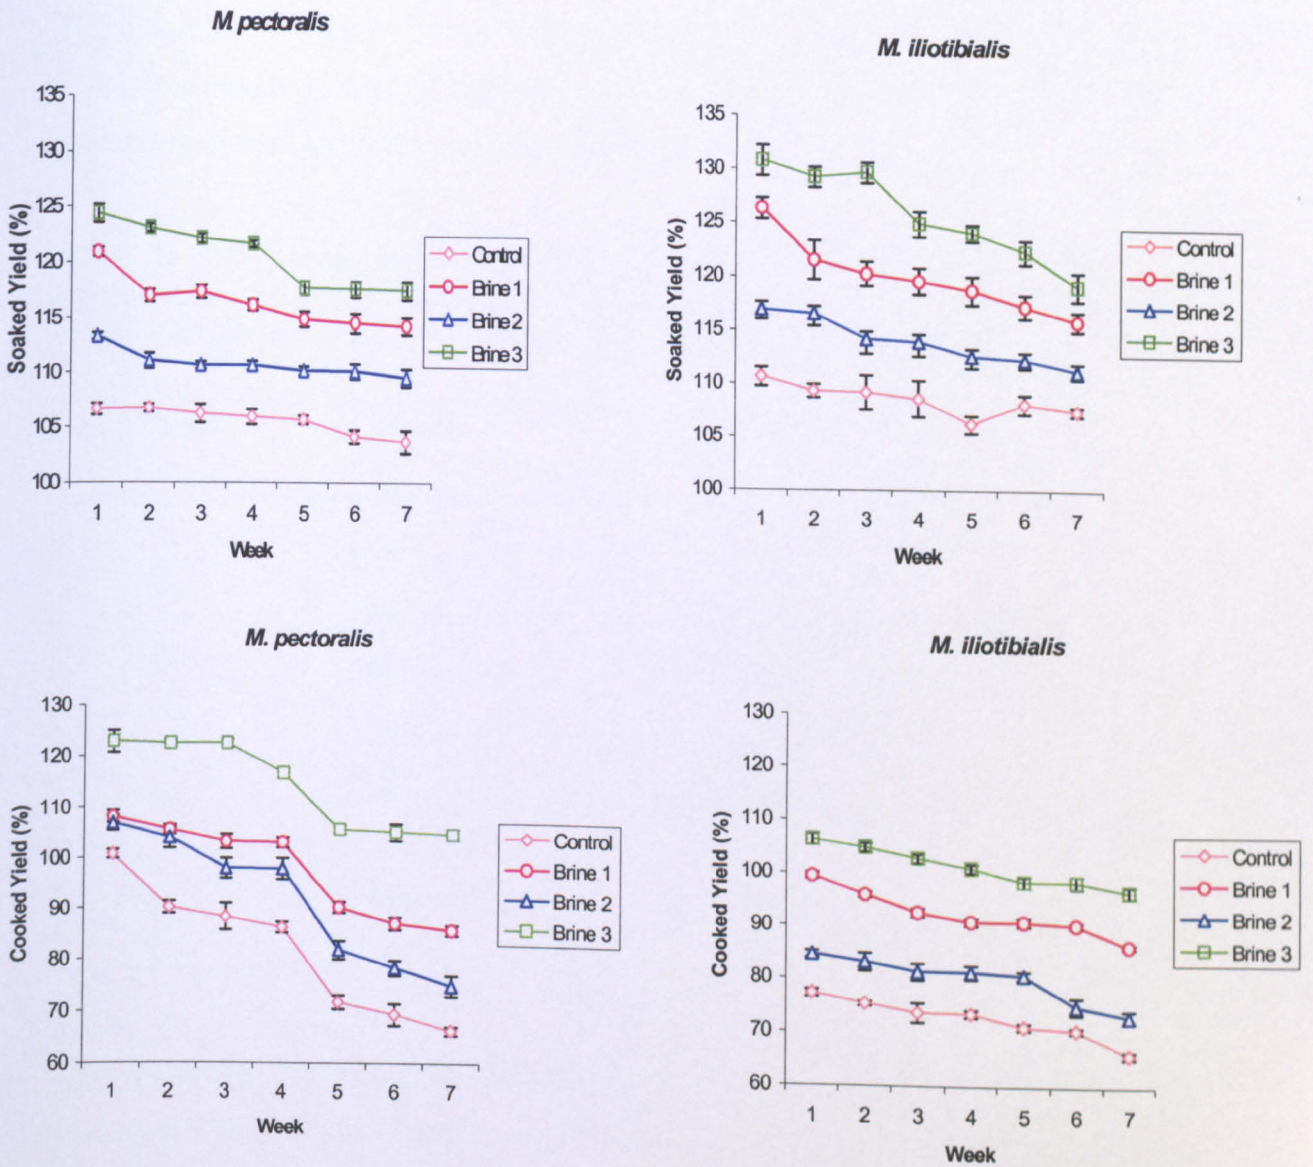 M. pectoralis
Soaked Yield (%)
135
130
125
120
115
110
105
100
1 2 3 4 5 6 7
Week
Control
Brine 1
Brine 2
Brine 3
M. iliotibialis
Soaked Yield (%)
135
130
125
120
115
110
105
100
1 2 3 4 5 6 7
Week
Control
Brine 1
Brine 2
Brine 3
M. pectoralis
Cooked Yield (%)
130
120
110
100
90
80
70
60
1 2 3 4 5 6 7
Week
Control
Brine 1
Brine 2
Brine 3
M. iliotibialis
Cooked Yield (%)
130
120
110
100
90
80
70
60
1 2 3 4 5 6 7
Week
Control
Brine 1
Brine 2
Brine 3